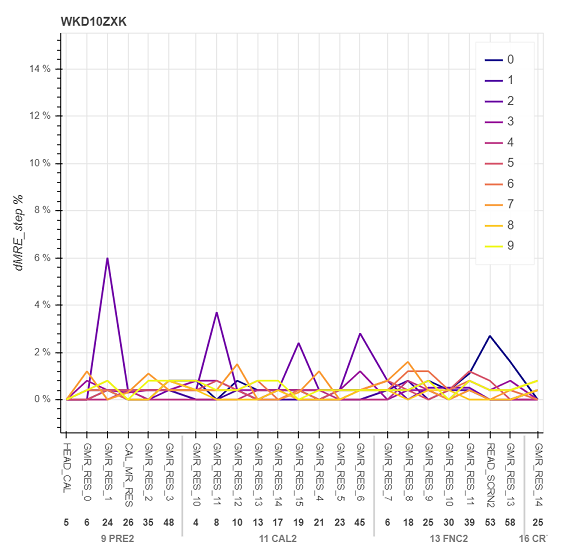 WKD10ZXK
dMRE_step %
14 %
12 %
10 %
8 %
6 %
4 %
2 %
0 %
0
1
2
3
4
5
6
7
8
9
HEAD_CAL
GMR_RES_0
GMR_RES_1
CAL_MR_RES
GMR_RES_2
GMR_RES_3
GMR_RES_10
GMR_RES_11
GMR_RES_12
GMR_RES_13
GMR_RES_14
GMR_RES_15
GMR_RES_4
GMR_RES_5
GMR_RES_6
GMR_RES_7
GMR_RES_8
GMR_RES_9
GMR_RES_10
GMR_RES_11
READ_SORN2
GMR_RES_13
GMR_RES_14
5 6 24 26 35 48 4 8 10 13 17 19 21 23 45 6 18 25 30 39 53 58 25
9 PRE2 11 CAL2 13 FNC2 16 CR